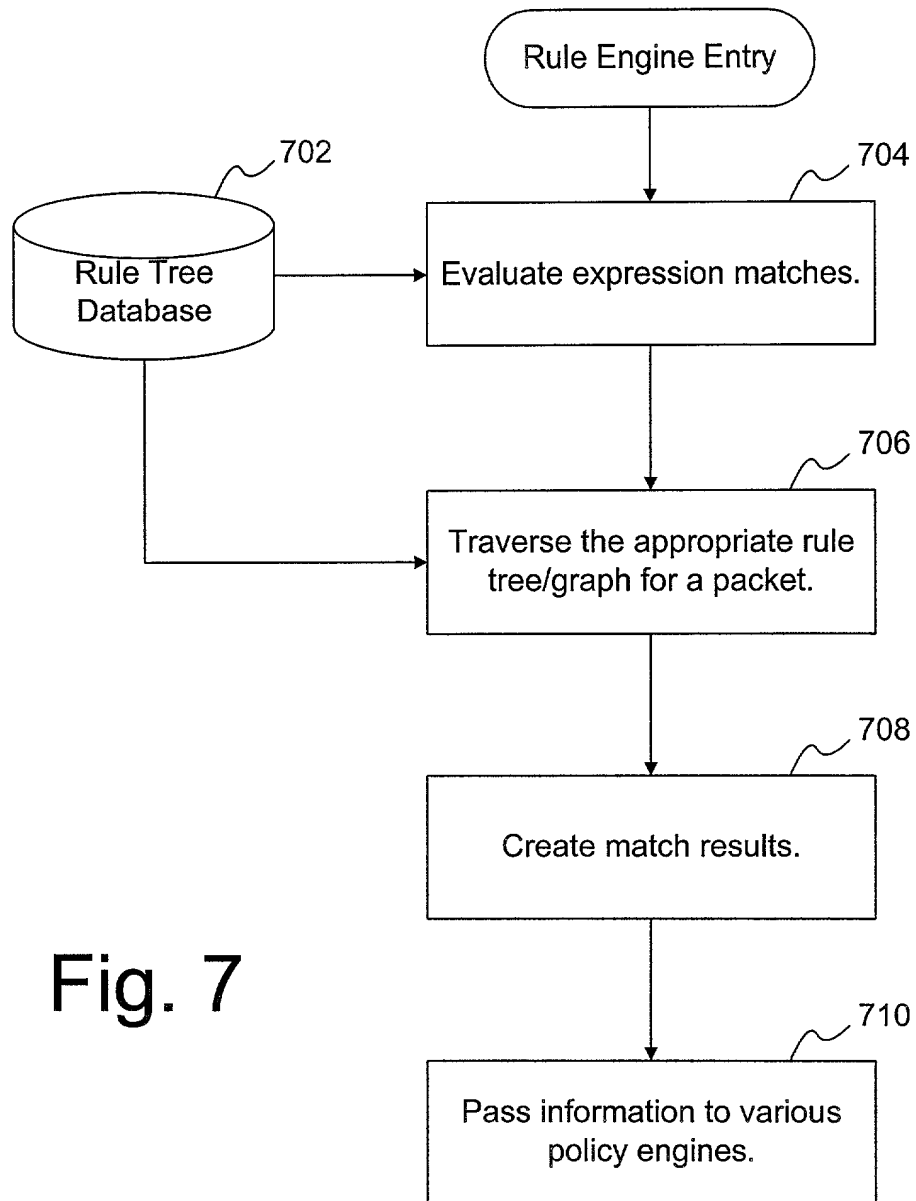 Rule Engine Entry
702
704
Rule Tree
Database
Evaluate expression matches.
706
Traverse the appropriate rule
tree/graph for a packet.
708
Create match results.
Fig. 7
710
Pass information to various
policy engines.